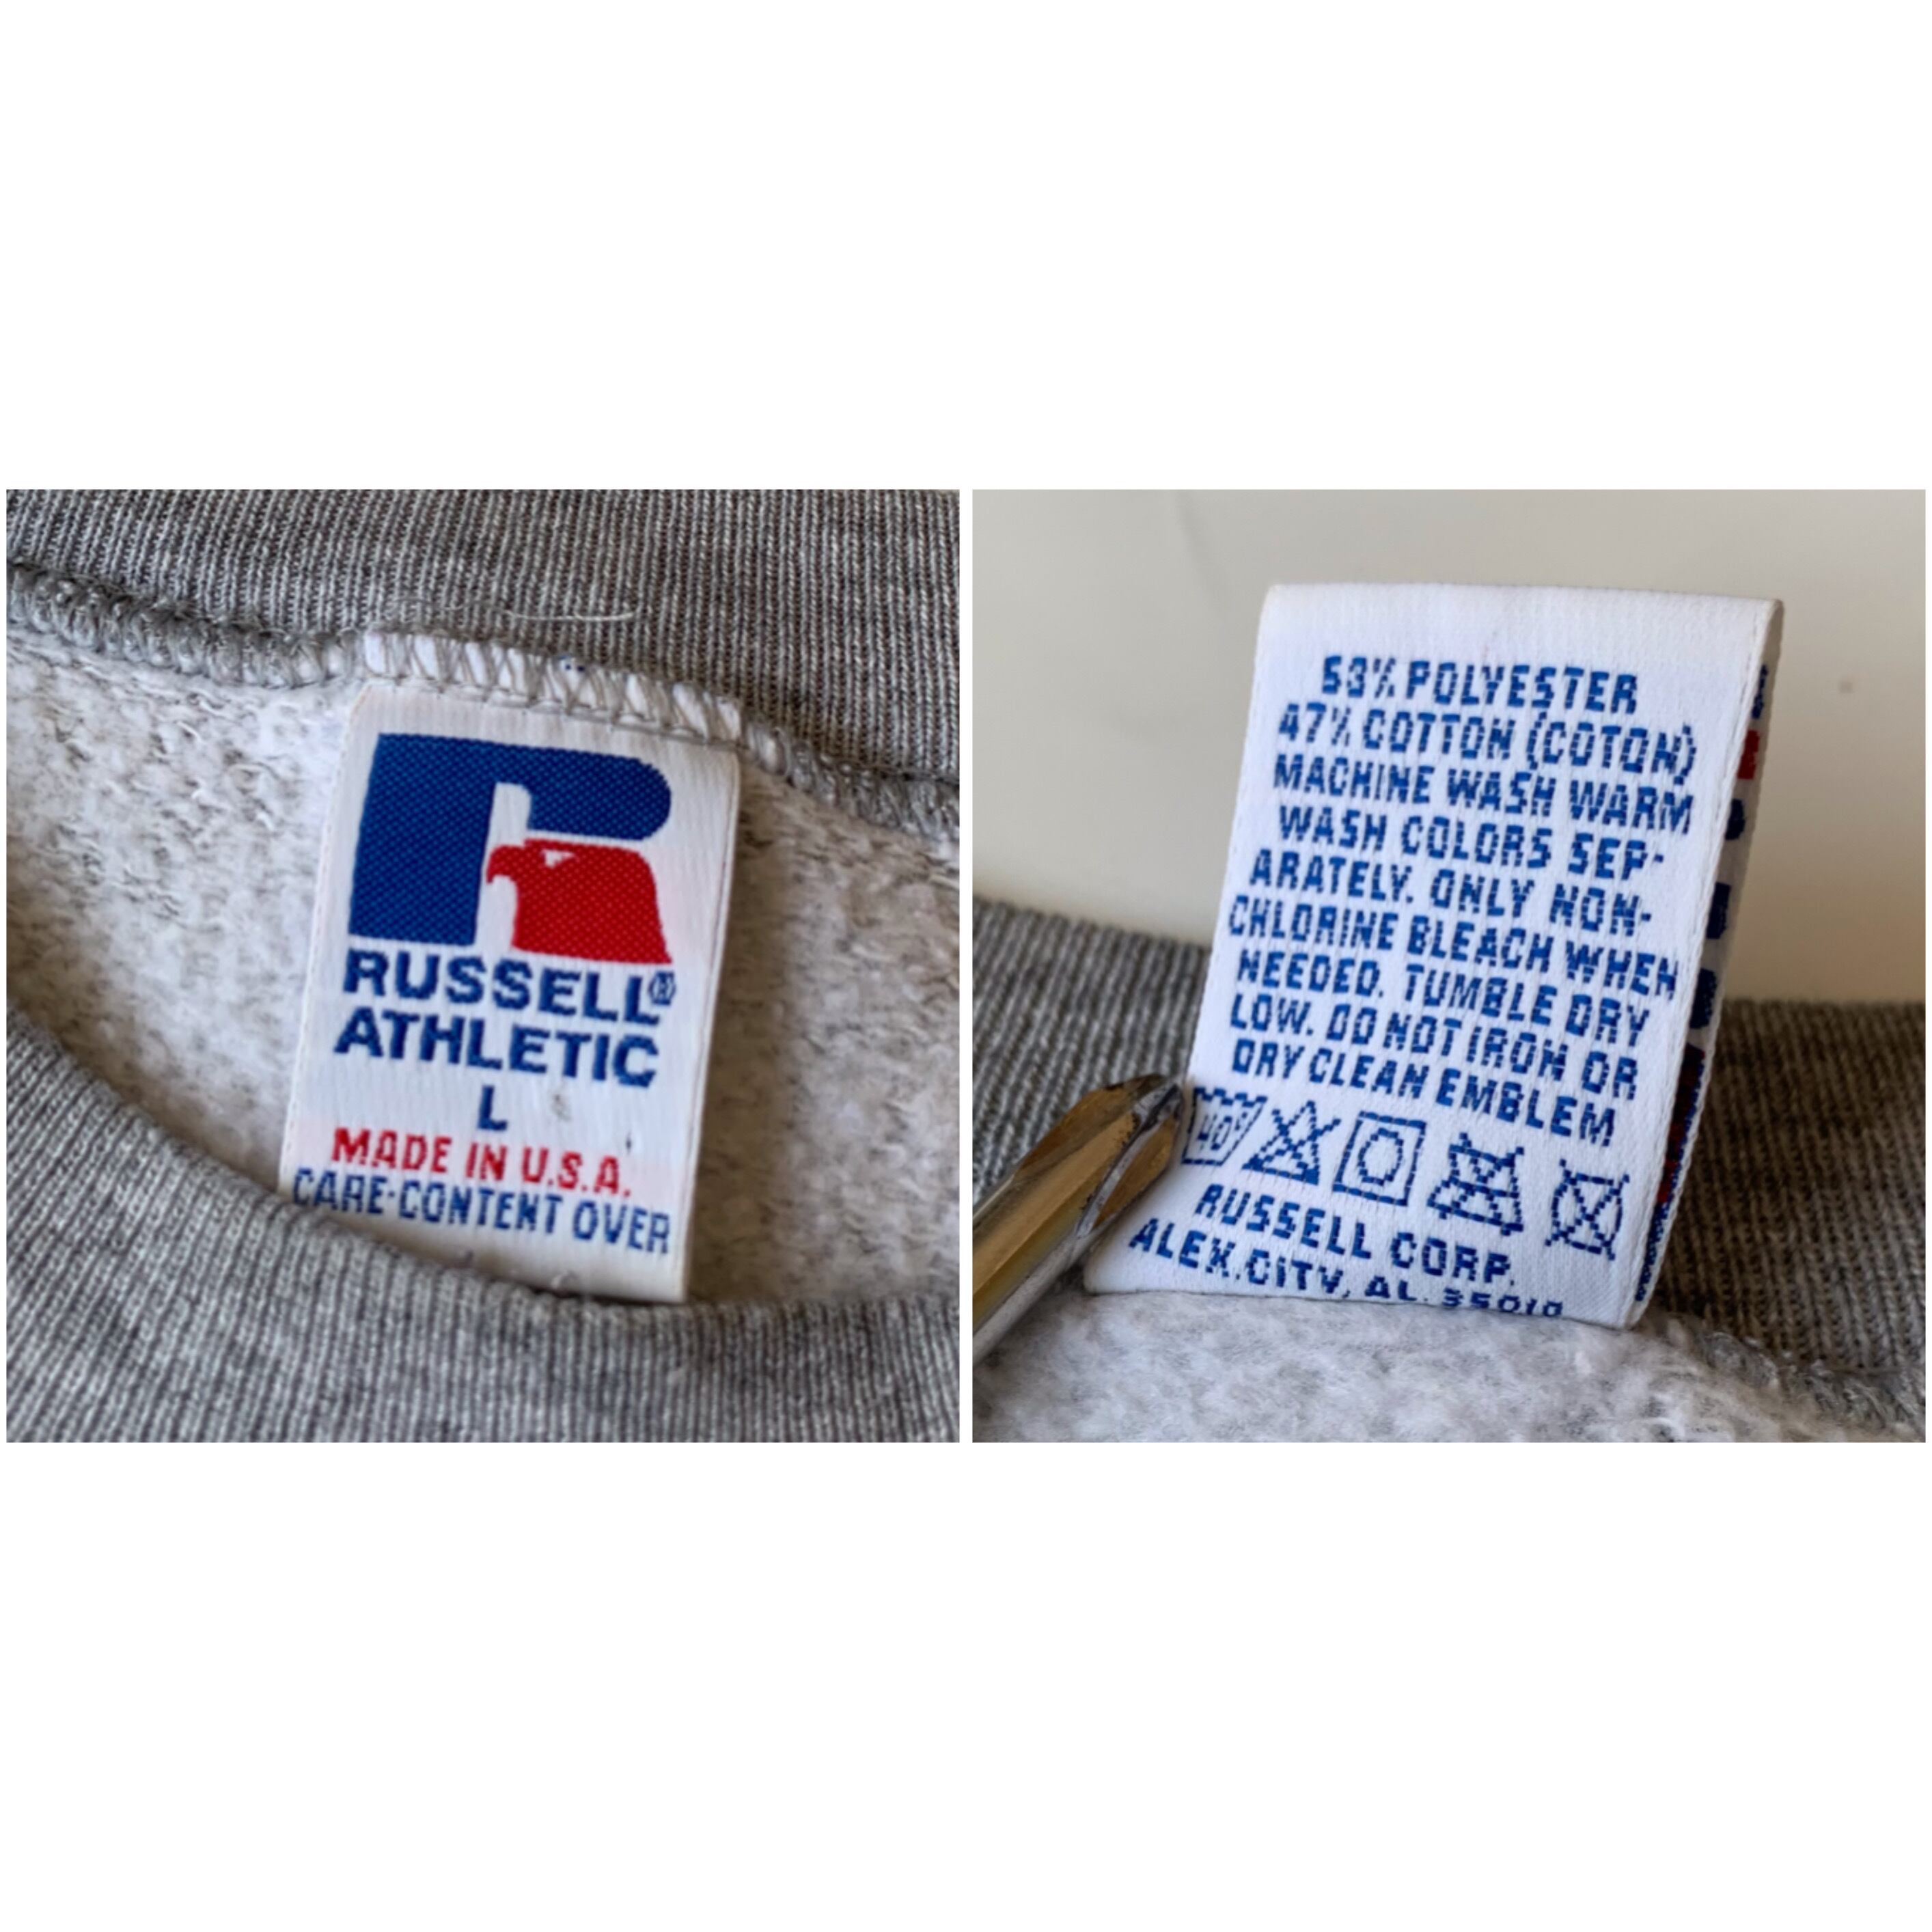 RUSSELL®
ATHLETIC
L
MADE IN U.S.A.
CARE-CONTENT OVER
53% POLYESTER
47% COTTON (COTON)
MACHINE WASH WARM
WASH COLORS SEP-
ARATELY. ONLY NON-
CHLORINE BLEACH WHEN
NEEDED. TUMBLE DRY
LOW. DO NOT IRON OR
DRY CLEAN EMBLEM
40°
RUSSELL CORP.
ALEX.CITY, AL. 35010